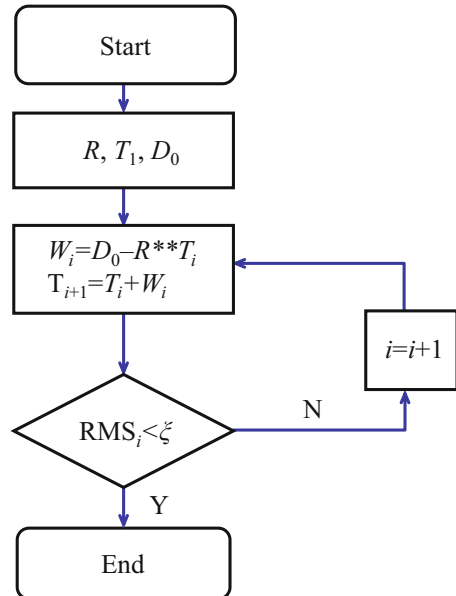 Start
R, T₁, D₀
Wᵢ=D₀–R**Tᵢ
Tᵢ₊₁=Tᵢ+Wᵢ
i=i+1
N
RMSᵢ<ξ
Y
End